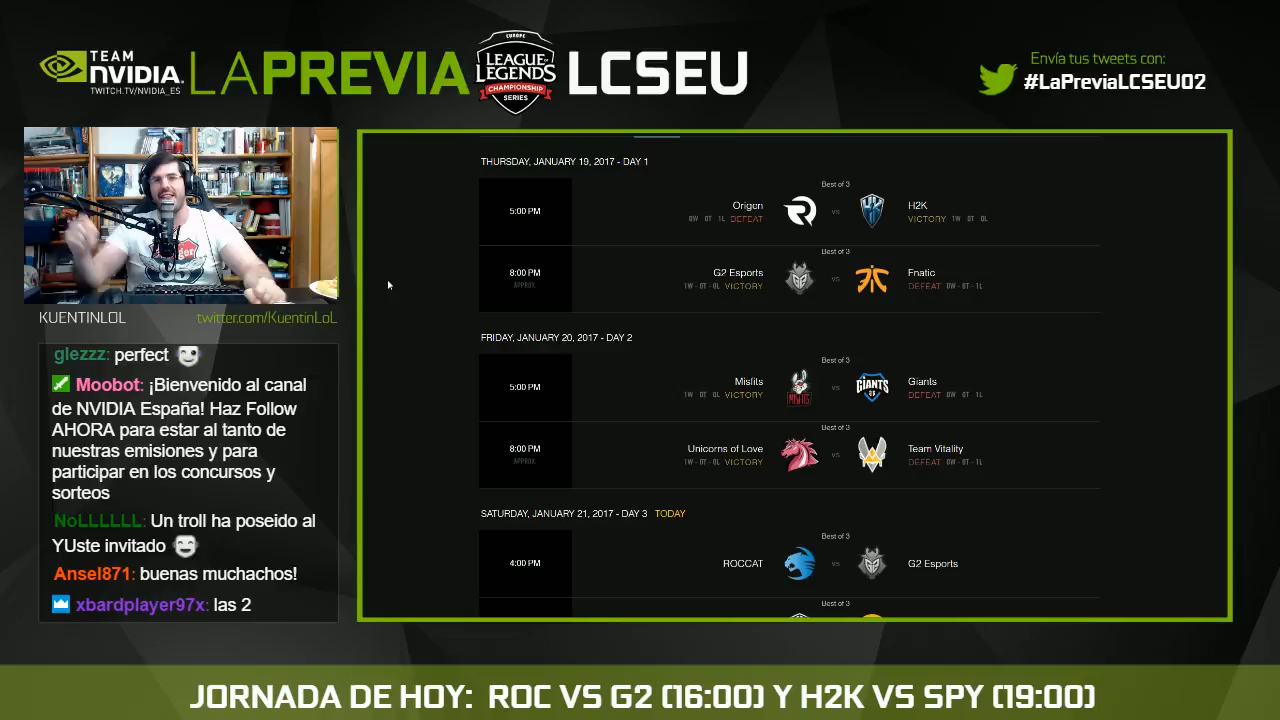 TEAM
NVIDIA.
TWITCH.TV/NVIDIA_ES
LAPREVIA
EUROPE
LEAGUE OF
LEGENDS
CHAMPIONSHIP
SERIES
LCSEU
Envía tus tweets con:
#LaPreviaLCSEU02
KUENTINLOL
twitter.com/KuentinLoL
glezzz: perfect
Moobot: ¡Bienvenido al canal
de NVIDIA España! Haz Follow
AHORA para estar al tanto de
nuestras emisiones y para
participar en los concursos y
sorteos
NoLLLLLL: Un troll ha poseido al
YUste invitado
Ansel871: buenas muchachos!
xbardplayer97x: las 2
THURSDAY, JANUARY 19, 2017 - DAY 1
Best of 3
5:00 PM
Origen
vs
H2K
0W 0T 1L DEFEAT
VICTORY 1W 0T 0L
Best of 3
8:00 PM
APPROX.
G2 Esports
vs
Fnatic
1W - 0T - 0L VICTORY
DEFEAT 0W - 0T - 1L
FRIDAY, JANUARY 20, 2017 - DAY 2
Best of 3
5:00 PM
Misfits
MISFITS
vs
GIANTS
Giants
1W 0T 0L VICTORY
DEFEAT 0W 0T 1L
Best of 3
8:00 PM
APPROX.
Unicorns of Love
vs
Team Vitality
1W - 0T - 0L VICTORY
DEFEAT 0W - 0T - 1L
SATURDAY, JANUARY 21, 2017 - DAY 3 TODAY
Best of 3
4:00 PM
ROCCAT
vs
G2 Esports
Best of 3
JORNADA DE HOY: ROC VS G2 (16:00) Y H2K VS SPY (19:00)